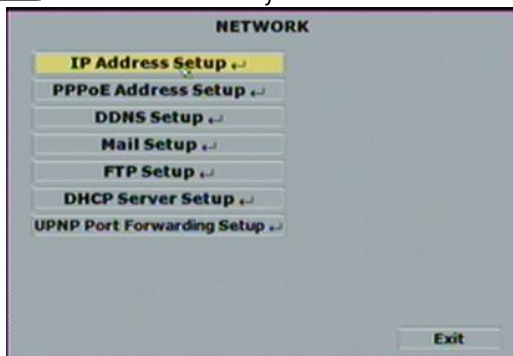 NETWORK
IP Address Setup ↵
PPPoE Address Setup ↵
DDNS Setup ↵
Mail Setup ↵
FTP Setup ↵
DHCP Server Setup ↵
UPNP Port Forwarding Setup ↵
Exit